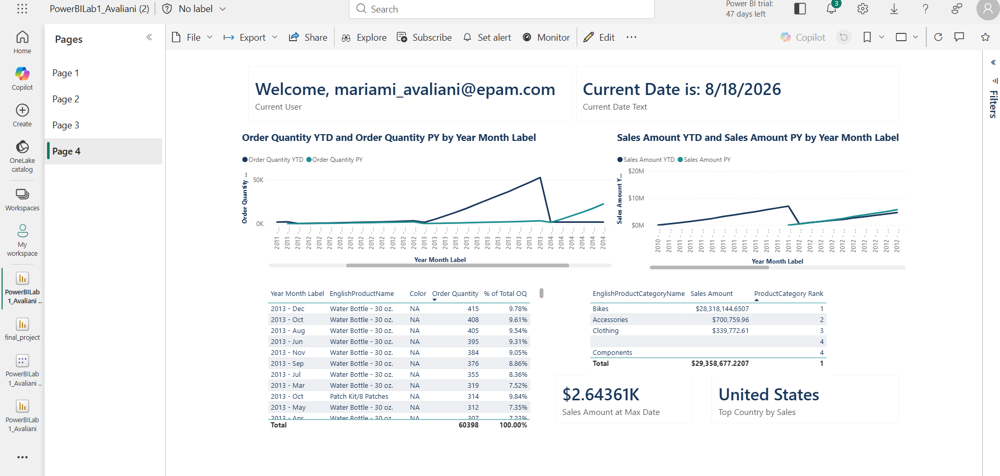 PowerBILab1_Avaliani (2)
No label
Search
Power BI trial:
47 days left
3
Home
Copilot
Create
OneLake
catalog
Workspaces
My
workspace
PowerBILab
1_Avaliani ..
final_project
PowerBILab
1_Avaliani ..
PowerBILab
1_Avaliani
Pages
Page 1
Page 2
Page 3
Page 4
File
Export
Share
Explore
Subscribe
Set alert
Monitor
Edit
Copilot
Filters
Welcome, mariami_avaliani@epam.com
Current User
Current Date is: 8/18/2026
Current Date Text
Order Quantity YTD and Order Quantity PY by Year Month Label
Order Quantity YTD Order Quantity PY
Order Quantity ...
50K
0K
2011 - ... 2011 - ... 2012 - ... 2012 - ... 2012 - ... 2012 - ... 2012 - ... 2012 - ... 2012 - ... 2012 - ... 2012 - ... 2012 - ... 2012 - ... 2012 - ... 2013 - ... 2013 - ... 2013 - ... 2013 - ... 2013 - ... 2013 - ... 2013 - ... 2013 - ... 2013 - ... 2013 - ... 2013 - ... 2013 - ... 2014 - ... 2014 - ... 2014 - ... 2014 - ... 2014 - ... 2014 - ...
Year Month Label
Sales Amount YTD and Sales Amount PY by Year Month Label
Sales Amount YTD Sales Amount PY
Sales Amount Y...
$20M
$10M
$0M
2010 - ... 2011 - ... 2011 - ... 2011 - ... 2011 - ... 2011 - ... 2011 - ... 2011 - ... 2011 - ... 2011 - ... 2011 - ... 2011 - ... 2011 - ... 2012 - ... 2012 - ... 2012 - ... 2012 - ... 2012 - ... 2012 - ... 2012 - ... 2012 - ... 2012 - ... 2012 - ...
Year Month Label
Year Month Label EnglishProductName Color Order Quantity % of Total OQ
2013 - Dec Water Bottle - 30 oz. NA 415 9.78%
2013 - Oct Water Bottle - 30 oz. NA 408 9.61%
2013 - Aug Water Bottle - 30 oz. NA 405 9.54%
2013 - Jun Water Bottle - 30 oz. NA 395 9.31%
2013 - Nov Water Bottle - 30 oz. NA 384 9.05%
2013 - Sep Water Bottle - 30 oz. NA 376 8.86%
2013 - Jul Water Bottle - 30 oz. NA 355 8.36%
2013 - Mar Water Bottle - 30 oz. NA 319 7.52%
2013 - Oct Patch Kit/8 Patches NA 314 9.84%
2013 - May Water Bottle - 30 oz. NA 312 7.35%
2013 - Apr Water Bottle - 30 oz. NA 307 7.23%
Total 60398 100.00%
EnglishProductCategoryName Sales Amount ProductCategory Rank
Bikes $28,318,144.6507 1
Accessories $700,759.96 2
Clothing $339,772.61 3
4
Components 4
Total $29,358,677.2207 1
$2.64361K
Sales Amount at Max Date
United States
Top Country by Sales